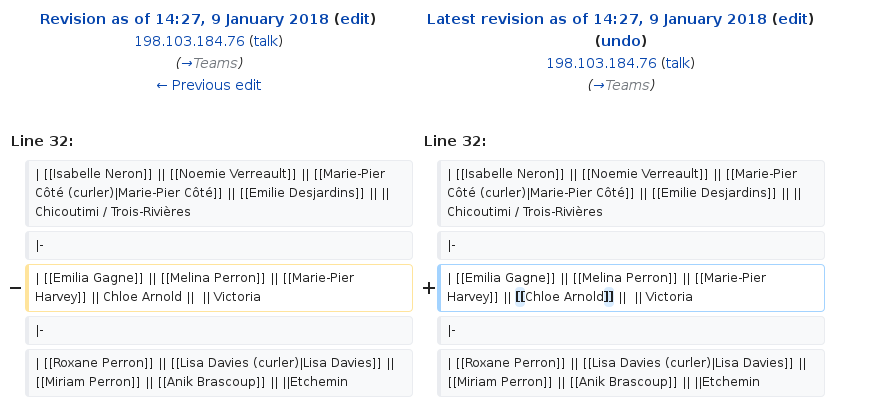 Revision as of 14:27, 9 January 2018 (edit)
198.103.184.76 (talk)
(→Teams)
← Previous edit
Latest revision as of 14:27, 9 January 2018 (edit)
(undo)
198.103.184.76 (talk)
(→Teams)
Line 32:
Line 32:
| [[Isabelle Neron]] || [[Noemie Verreault]] || [[Marie-Pier
Côté (curler)|Marie-Pier Côté]] || [[Emilie Desjardins]] || ||
Chicoutimi / Trois-Rivières
| [[Isabelle Neron]] || [[Noemie Verreault]] || [[Marie-Pier
Côté (curler)|Marie-Pier Côté]] || [[Emilie Desjardins]] || ||
Chicoutimi / Trois-Rivières
|-
|-
− | [[Emilia Gagne]] || [[Melina Perron]] || [[Marie-Pier
Harvey]] || Chloe Arnold ||  || Victoria
+ | [[Emilia Gagne]] || [[Melina Perron]] || [[Marie-Pier
Harvey]] || [[Chloe Arnold]] ||  || Victoria
|-
|-
| [[Roxane Perron]] || [[Lisa Davies (curler)|Lisa Davies]] ||
[[Miriam Perron]] || [[Anik Brascoup]] || ||Etchemin
| [[Roxane Perron]] || [[Lisa Davies (curler)|Lisa Davies]] ||
[[Miriam Perron]] || [[Anik Brascoup]] || ||Etchemin